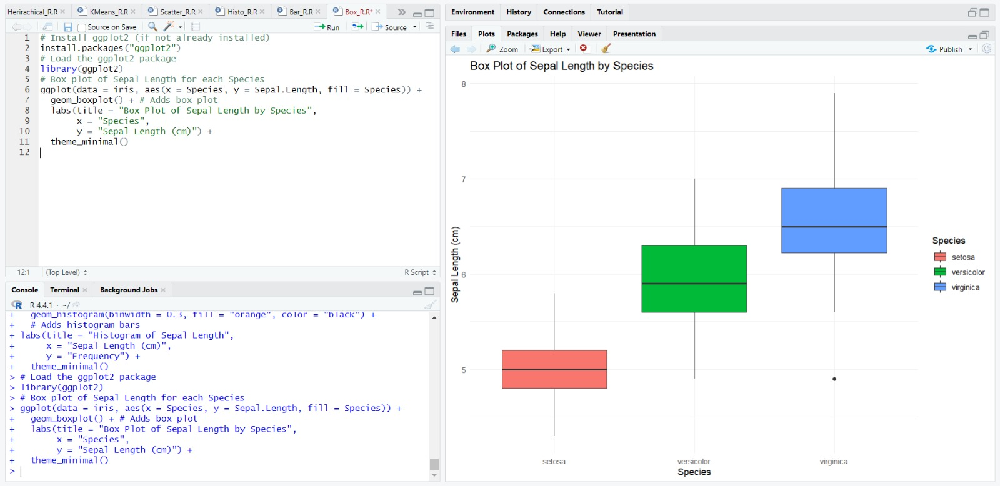 Herirachical_R.R KMeans_R.R Scatter_R.R Histo_R.R Bar_R.R Box_R.R*
Source on Save Run Source
1 # Install ggplot2 (if not already installed)
2 install.packages("ggplot2")
3 # Load the ggplot2 package
4 library(ggplot2)
5 # Box plot of Sepal Length for each Species
6 ggplot(data = iris, aes(x = Species, y = Sepal.Length, fill = Species)) +
7 geom_boxplot() + # Adds box plot
8 labs(title = "Box Plot of Sepal Length by Species",
9 x = "Species",
10 y = "Sepal Length (cm)") +
11 theme_minimal()
12
12:1 (Top Level) R Script
Console Terminal Background Jobs
R 4.4.1 · ~/
+ geom_histogram(binwidth = 0.3, fill = "orange", color = "black") +
+ # Adds histogram bars
+ labs(title = "Histogram of Sepal Length",
+ x = "Sepal Length (cm)",
+ y = "Frequency") +
+ theme_minimal()
> # Load the ggplot2 package
> library(ggplot2)
> # Box plot of Sepal Length for each Species
> ggplot(data = iris, aes(x = Species, y = Sepal.Length, fill = Species)) +
+ geom_boxplot() + # Adds box plot
+ labs(title = "Box Plot of Sepal Length by Species",
+ x = "Species",
+ y = "Sepal Length (cm)") +
+ theme_minimal()
>
Environment History Connections Tutorial
Files Plots Packages Help Viewer Presentation
Zoom Export Publish
Box Plot of Sepal Length by Species
8
7
6
5
Sepal Length (cm)
setosa versicolor virginica
Species
Species
setosa
versicolor
virginica